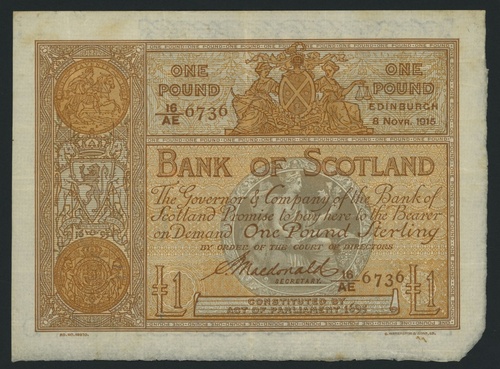 ONE POUND
16/AE 6736
ONE POUND
EDINBURGH
8 NOVR. 1916
BANK OF SCOTLAND
The Governor & Company of the Bank of
Scotland Promise to pay here to the Bearer
on Demand One Pound Sterling
BY ORDER OF THE COURT OF DIRECTORS
Macdonald
SECRETARY.
16/AE 6736
£1
£1
CONSTITUTED BY
ACT OF PARLIAMENT 1695